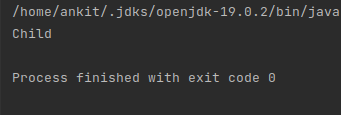 /home/ankit/.jdks/openjdk-19.0.2/bin/java
Child
Process finished with exit code 0